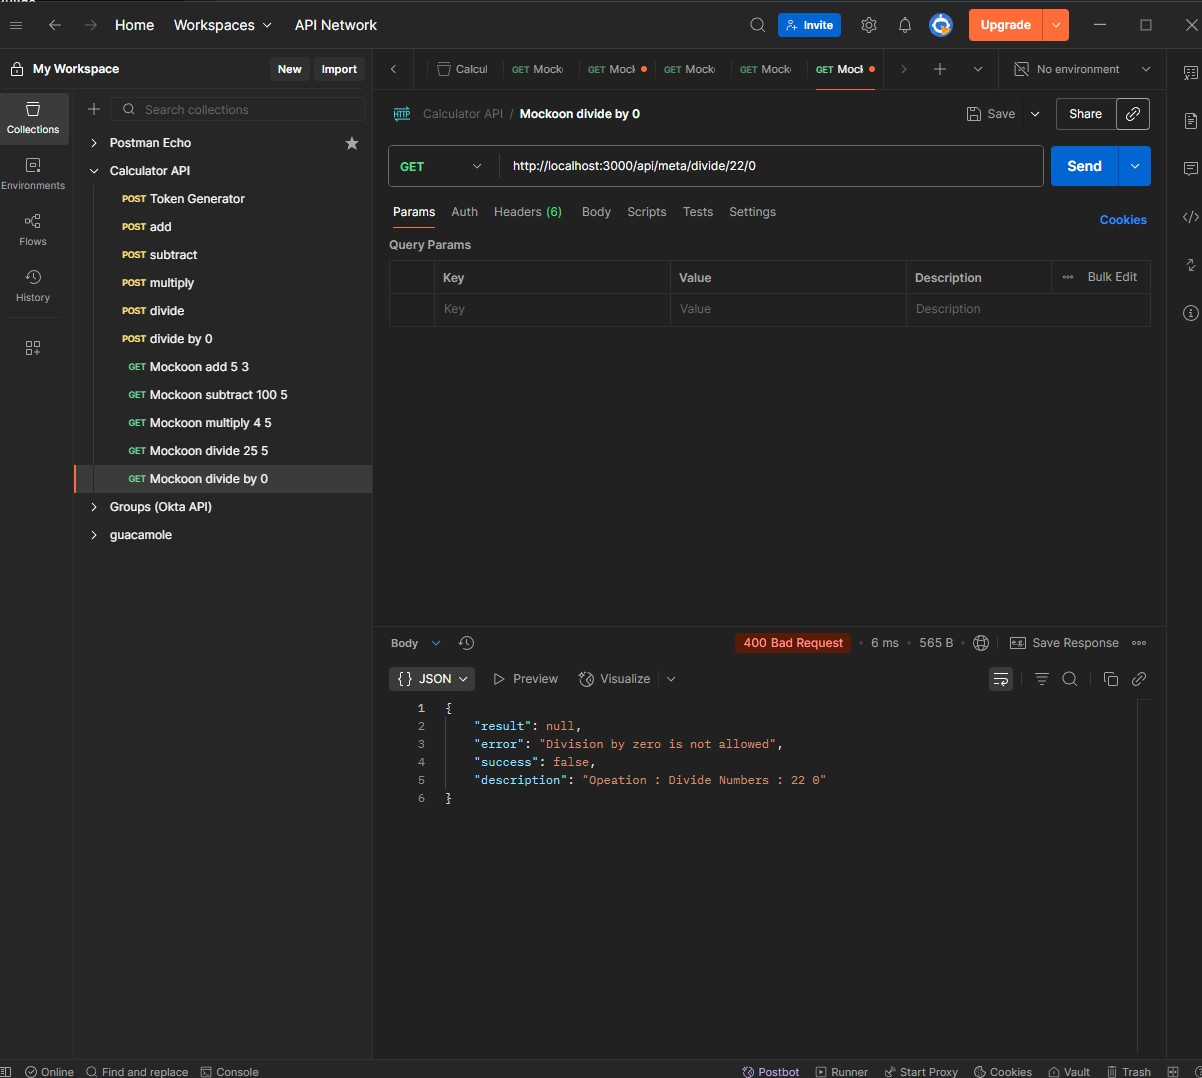 Home Workspaces API Network Invite Upgrade
My Workspace New Import
Calcul GET Mock GET Mock GET Mock GET Mock GET Mock No environment
Collections
Environments
Flows
History
Search collections
Postman Echo
Calculator API
POST Token Generator
POST add
POST subtract
POST multiply
POST divide
POST divide by 0
GET Mockoon add 5 3
GET Mockoon subtract 100 5
GET Mockoon multiply 4 5
GET Mockoon divide 25 5
GET Mockoon divide by 0
Groups (Okta API)
guacamole
HTTP Calculator API / Mockoon divide by 0 Save Share
GET http://localhost:3000/api/meta/divide/22/0 Send
Params Auth Headers (6) Body Scripts Tests Settings Cookies
Query Params
Key Value Description Bulk Edit
Key Value Description
Body 400 Bad Request • 6 ms • 565 B • e.g. Save Response
{} JSON Preview Visualize
1 {
2 "result": null,
3 "error": "Division by zero is not allowed",
4 "success": false,
5 "description": "Opeation : Divide Numbers : 22 0"
6 }
Online Find and replace Console Postbot Runner Start Proxy Cookies Vault Trash